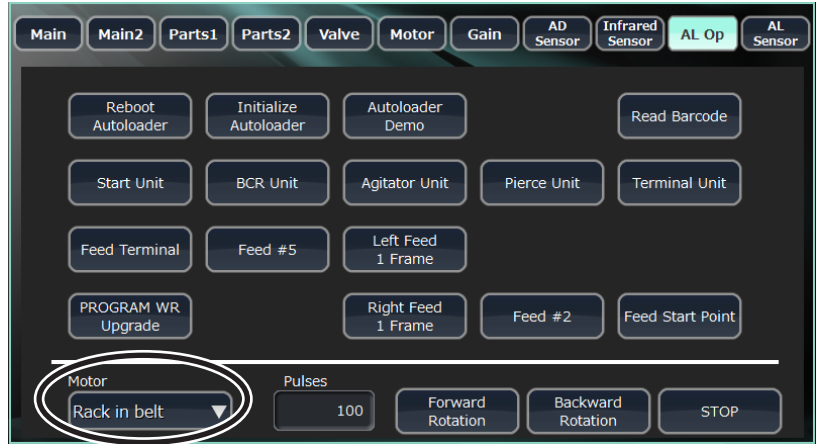 Main Main2 Parts1 Parts2 Valve Motor Gain AD Sensor Infrared Sensor AL Op AL Sensor
Reboot Autoloader Initialize Autoloader Autoloader Demo Read Barcode
Start Unit BCR Unit Agitator Unit Pierce Unit Terminal Unit
Feed Terminal Feed #5 Left Feed 1 Frame
PROGRAM WR Upgrade Right Feed 1 Frame Feed #2 Feed Start Point
Motor Pulses
Rack in belt 100 Forward Rotation Backward Rotation STOP